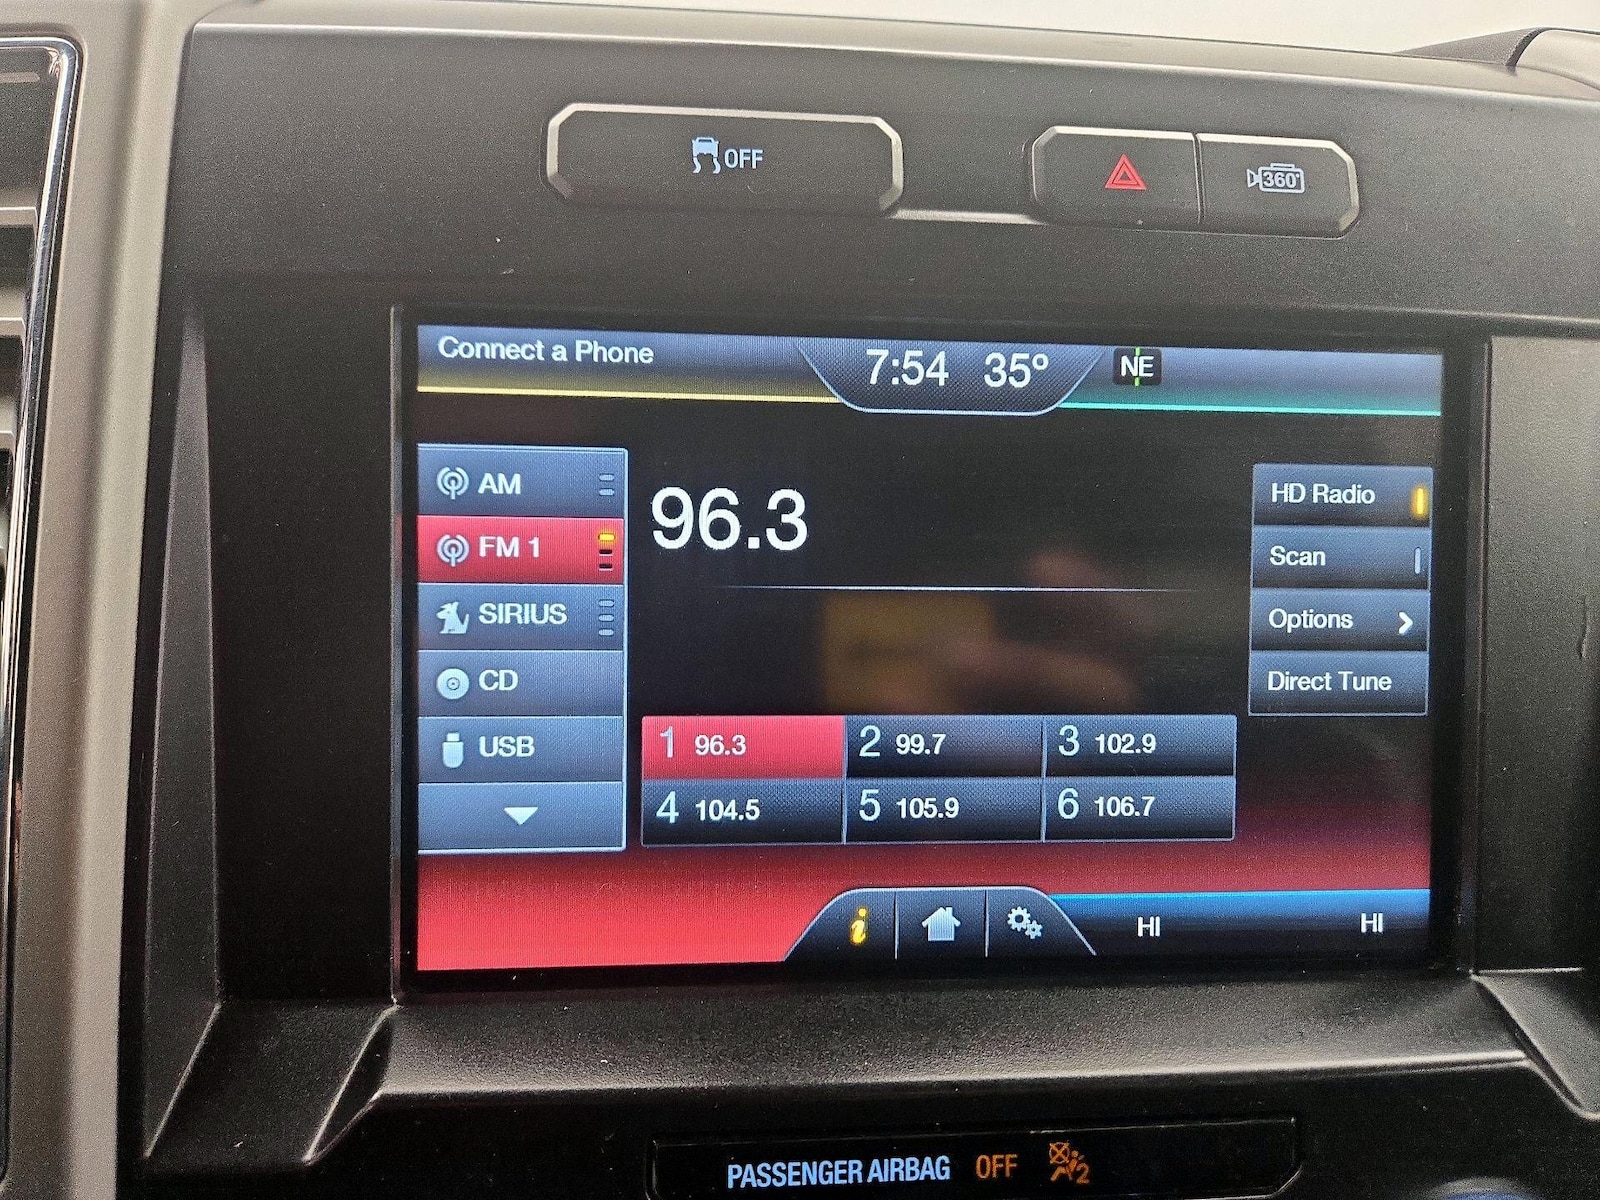 OFF
360°
Connect a Phone
7:54 35° NE
AM
FM 1
SIRIUS
CD
USB
96.3
HD Radio
Scan
Options
Direct Tune
1 96.3 2 99.7 3 102.9
4 104.5 5 105.9 6 106.7
i
HI HI
PASSENGER AIRBAG OFF 2